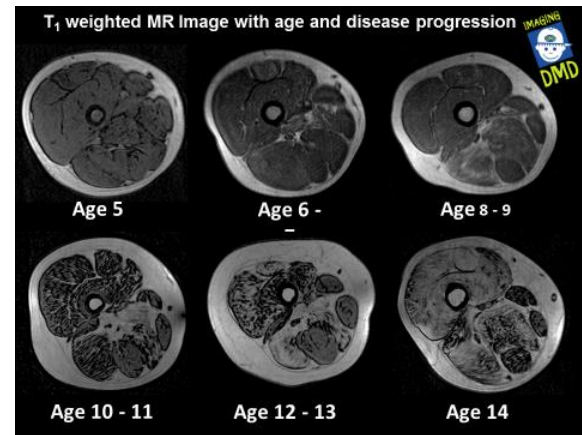 T₁ weighted MR Image with age and disease progression
IMAGING
DMD
Age 5
Age 6 -
Age 8 - 9
Age 10 - 11
Age 12 - 13
Age 14